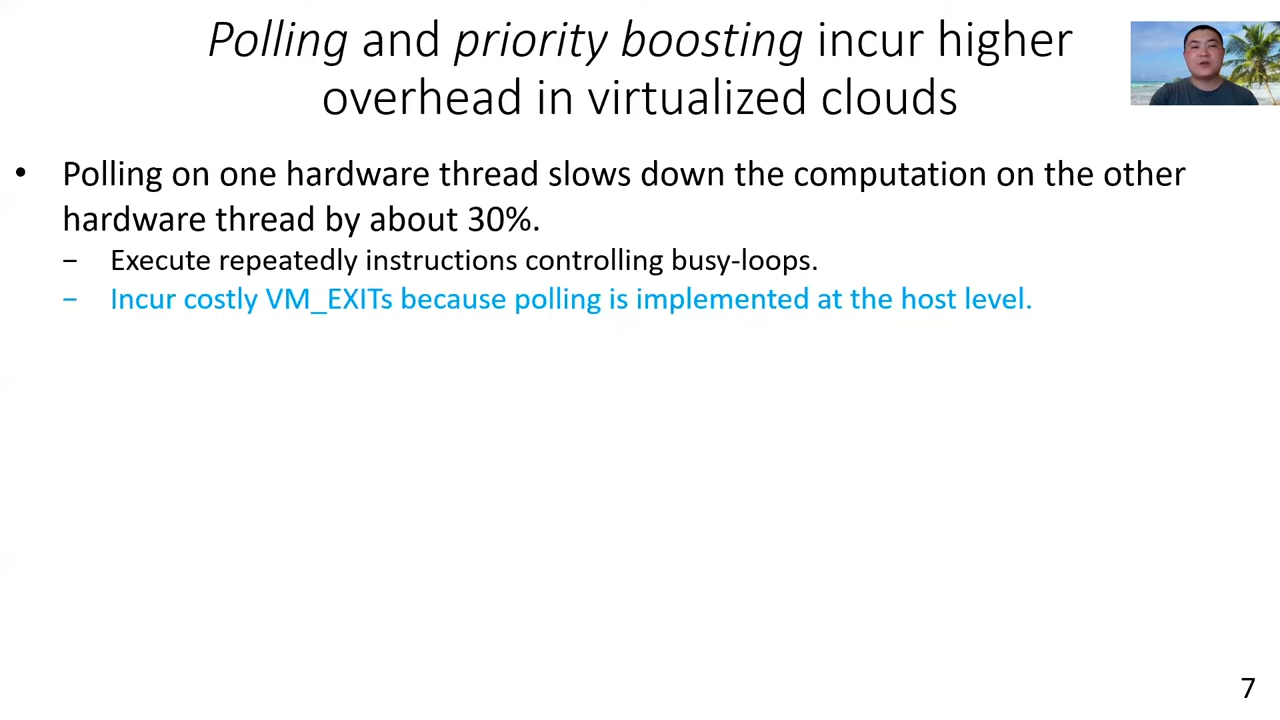 Polling and priority boosting incur higher
overhead in virtualized clouds
• Polling on one hardware thread slows down the computation on the other
hardware thread by about 30%.
− Execute repeatedly instructions controlling busy-loops.
− Incur costly VM_EXITs because polling is implemented at the host level.
7